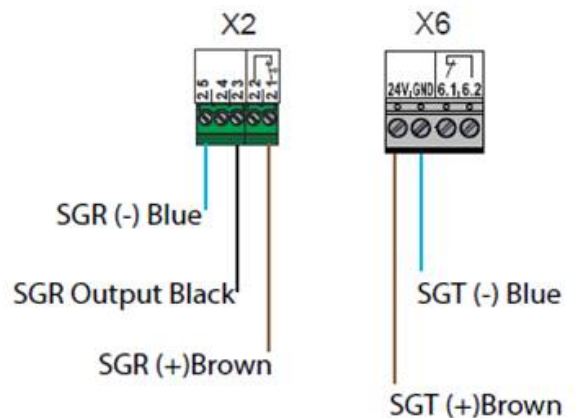 X2
X6
2.5 2.4 2.3 2.2 2.1
24V,GND 6.1,6.2
SGR (-) Blue
SGR Output Black
SGT (-) Blue
SGR (+)Brown
SGT (+)Brown